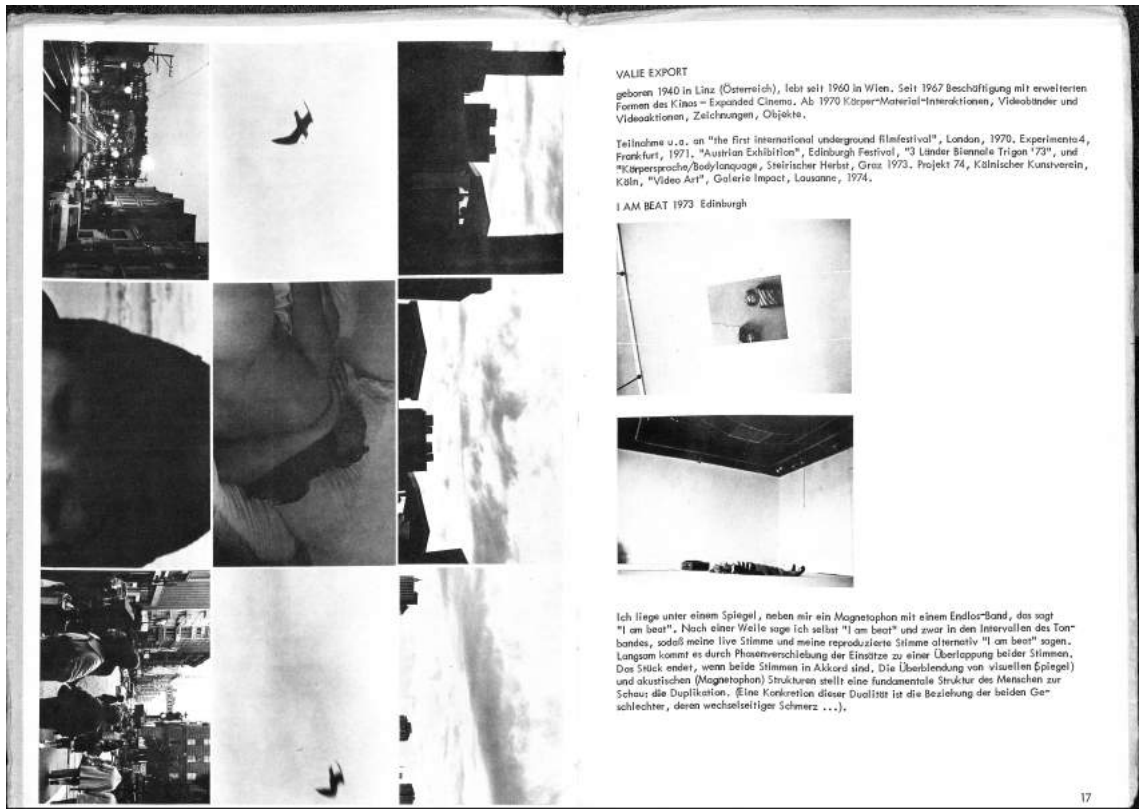 VALIE EXPORT
geboren 1940 in Linz (Österreich), lebt seit 1960 in Wien. Seit 1967 Beschäftigung mit erweiterten
Formen des Kinos - Expanded Cinema. Ab 1970 Körper-Material-Interaktionen, Videobänder und
Videoaktionen, Zeichnungen, Objekte.
Teilnahme u.a. an "the first international underground filmfestival", London, 1970. Experimenta4,
Frankfurt, 1971. "Austrian Exhibition", Edinburgh Festival, "3 Länder Biennale Trigon '73", und
"Körpersprache/Bodylanquage, Steirischer Herbst, Graz 1973. Projekt 74, Kölnischer Kunstverein,
Köln, "Video Art", Galerie Impact, Lausanne, 1974.
I AM BEAT 1973 Edinburgh
Ich liege unter einem Spiegel, neben mir ein Magnetophon mit einem Endlos-Band, das sagt
"I am beat". Nach einer Weile sage ich selbst "I am beat" und zwar in den Intervallen des Ton-
bandes, sodaß meine live Stimme und meine reproduzierte Stimme alternativ "I am beat" sagen.
Langsam kommt es durch Phasenverschiebung der Einsätze zu einer Überlappung beider Stimmen.
Das Stück endet, wenn beide Stimmen in Akkord sind. Die Überblendung von visuellen (Spiegel)
und akustischen (Magnetophon) Strukturen stellt eine fundamentale Struktur des Menschen zur
Schau: die Duplikation. (Eine Konkretion dieser Dualität ist die Beziehung der beiden Ge-
schlechter, deren wechselseitiger Schmerz ...).
17